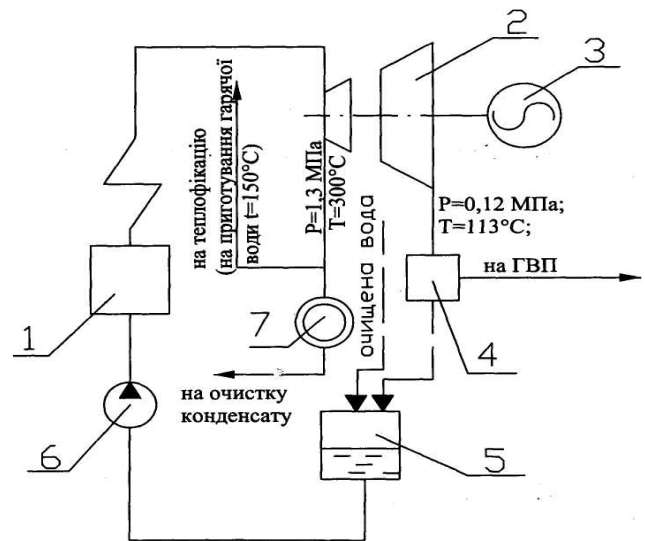 2
3
на теплофікацію
(на приготування гарячої
води t=150°C)
P=1,3 МПа
T=300°C
P=0,12 МПа;
T=113°C;
очищена вода
на ГВП
1
7
4
на очистку
конденсату
6
5